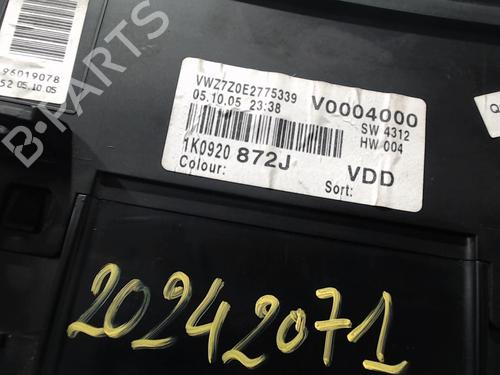 B-PARTS
96019078
52 05.10.05
VWZ7Z0E2775339
05.10.05 23:38
V0004000
SW 4312
HW 004
1K0920 872J
VDD
Colour:
Sort:
20242071